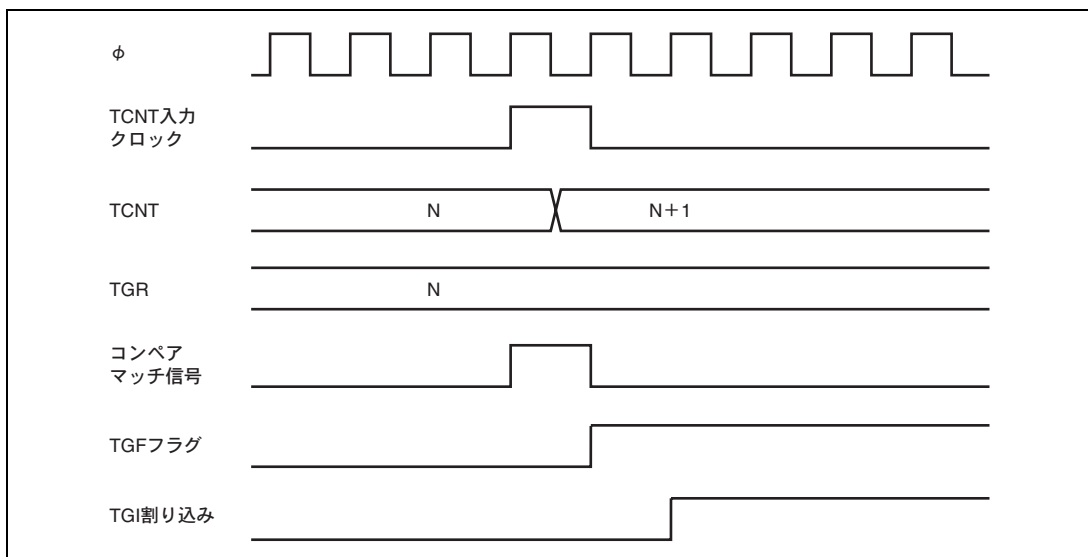 φ
TCNT入力
クロック
TCNT
N
N+1
TGR
N
コンペア
マッチ信号
TGFフラグ
TGI割り込み